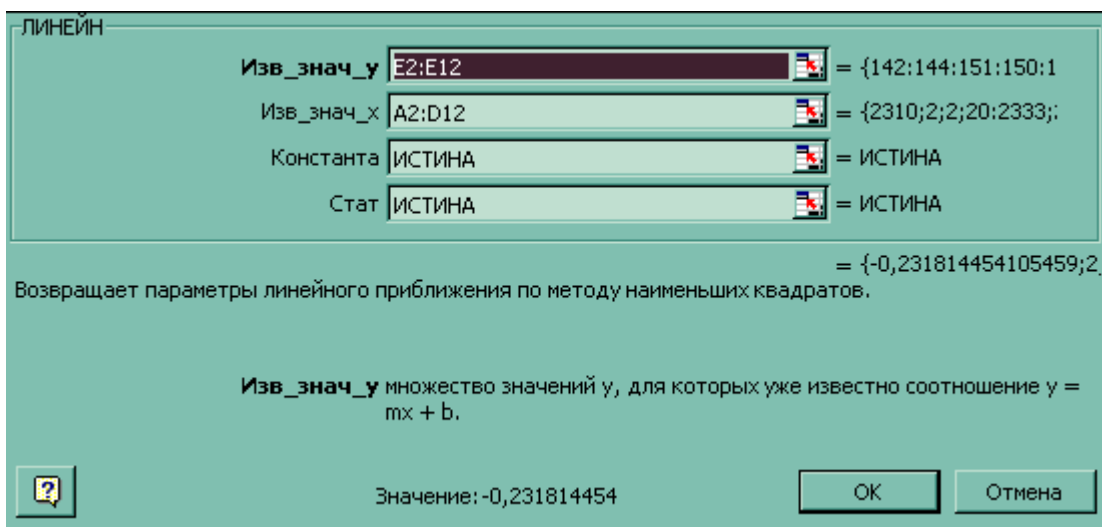 ЛИНЕЙН
Изв_знач_y E2:E12 = {142:144:151:150:1
Изв_знач_x A2:D12 = {2310;2;2;20:2333;
Константа ИСТИНА = ИСТИНА
Стат ИСТИНА = ИСТИНА
= {-0,231814454105459;2
Возвращает параметры линейного приближения по методу наименьших квадратов.
Изв_знач_y множество значений y, для которых уже известно соотношение y =
mx + b.
? Значение:-0,231814454 ОК Отмена